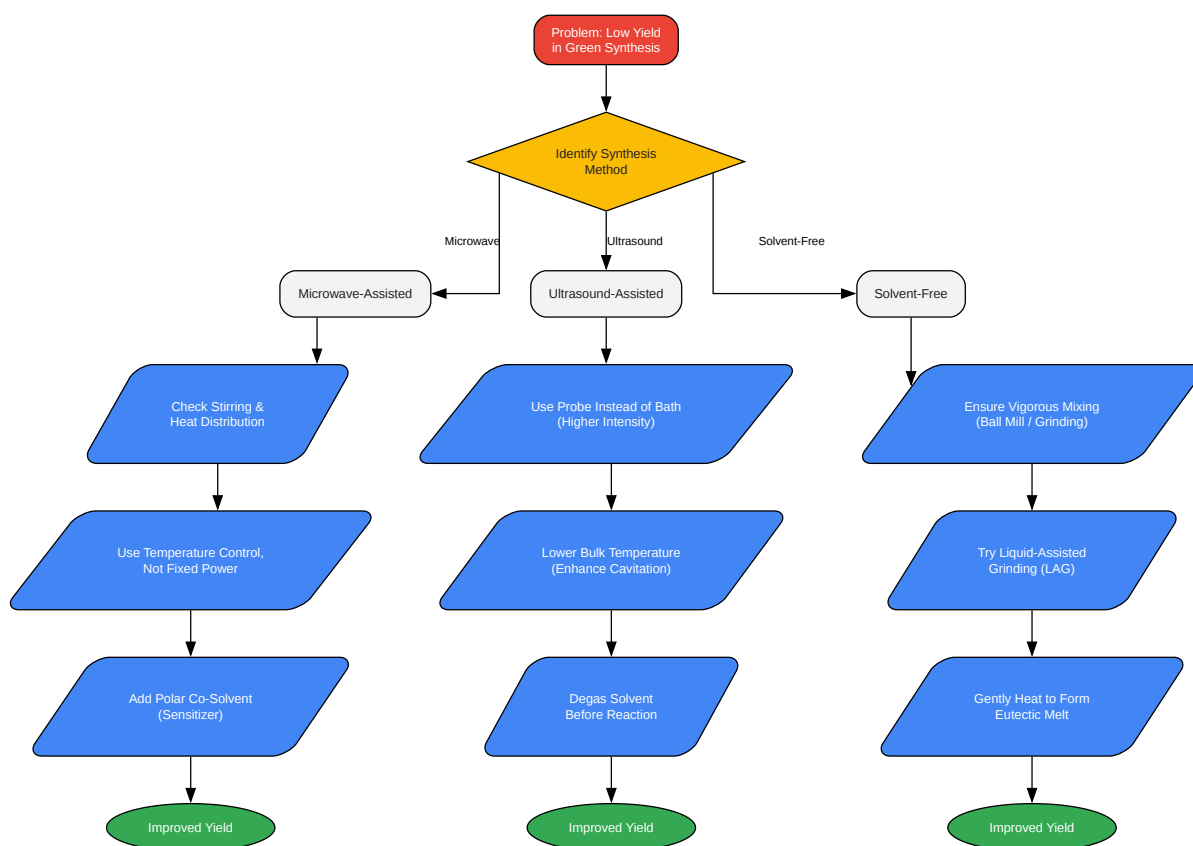 Problem: Low Yield
in Green Synthesis
Identify Synthesis
Method
Microwave
Ultrasound
Solvent-Free
Microwave-Assisted
Ultrasound-Assisted
Solvent-Free
Check Stirring &
Heat Distribution
Use Probe Instead of Bath
(Higher Intensity)
Ensure Vigorous Mixing
(Ball Mill / Grinding)
Use Temperature Control,
Not Fixed Power
Lower Bulk Temperature
(Enhance Cavitation)
Try Liquid-Assisted
Grinding (LAG)
Add Polar Co-Solvent
(Sensitizer)
Degas Solvent
Before Reaction
Gently Heat to Form
Eutectic Melt
Improved Yield
Improved Yield
Improved Yield